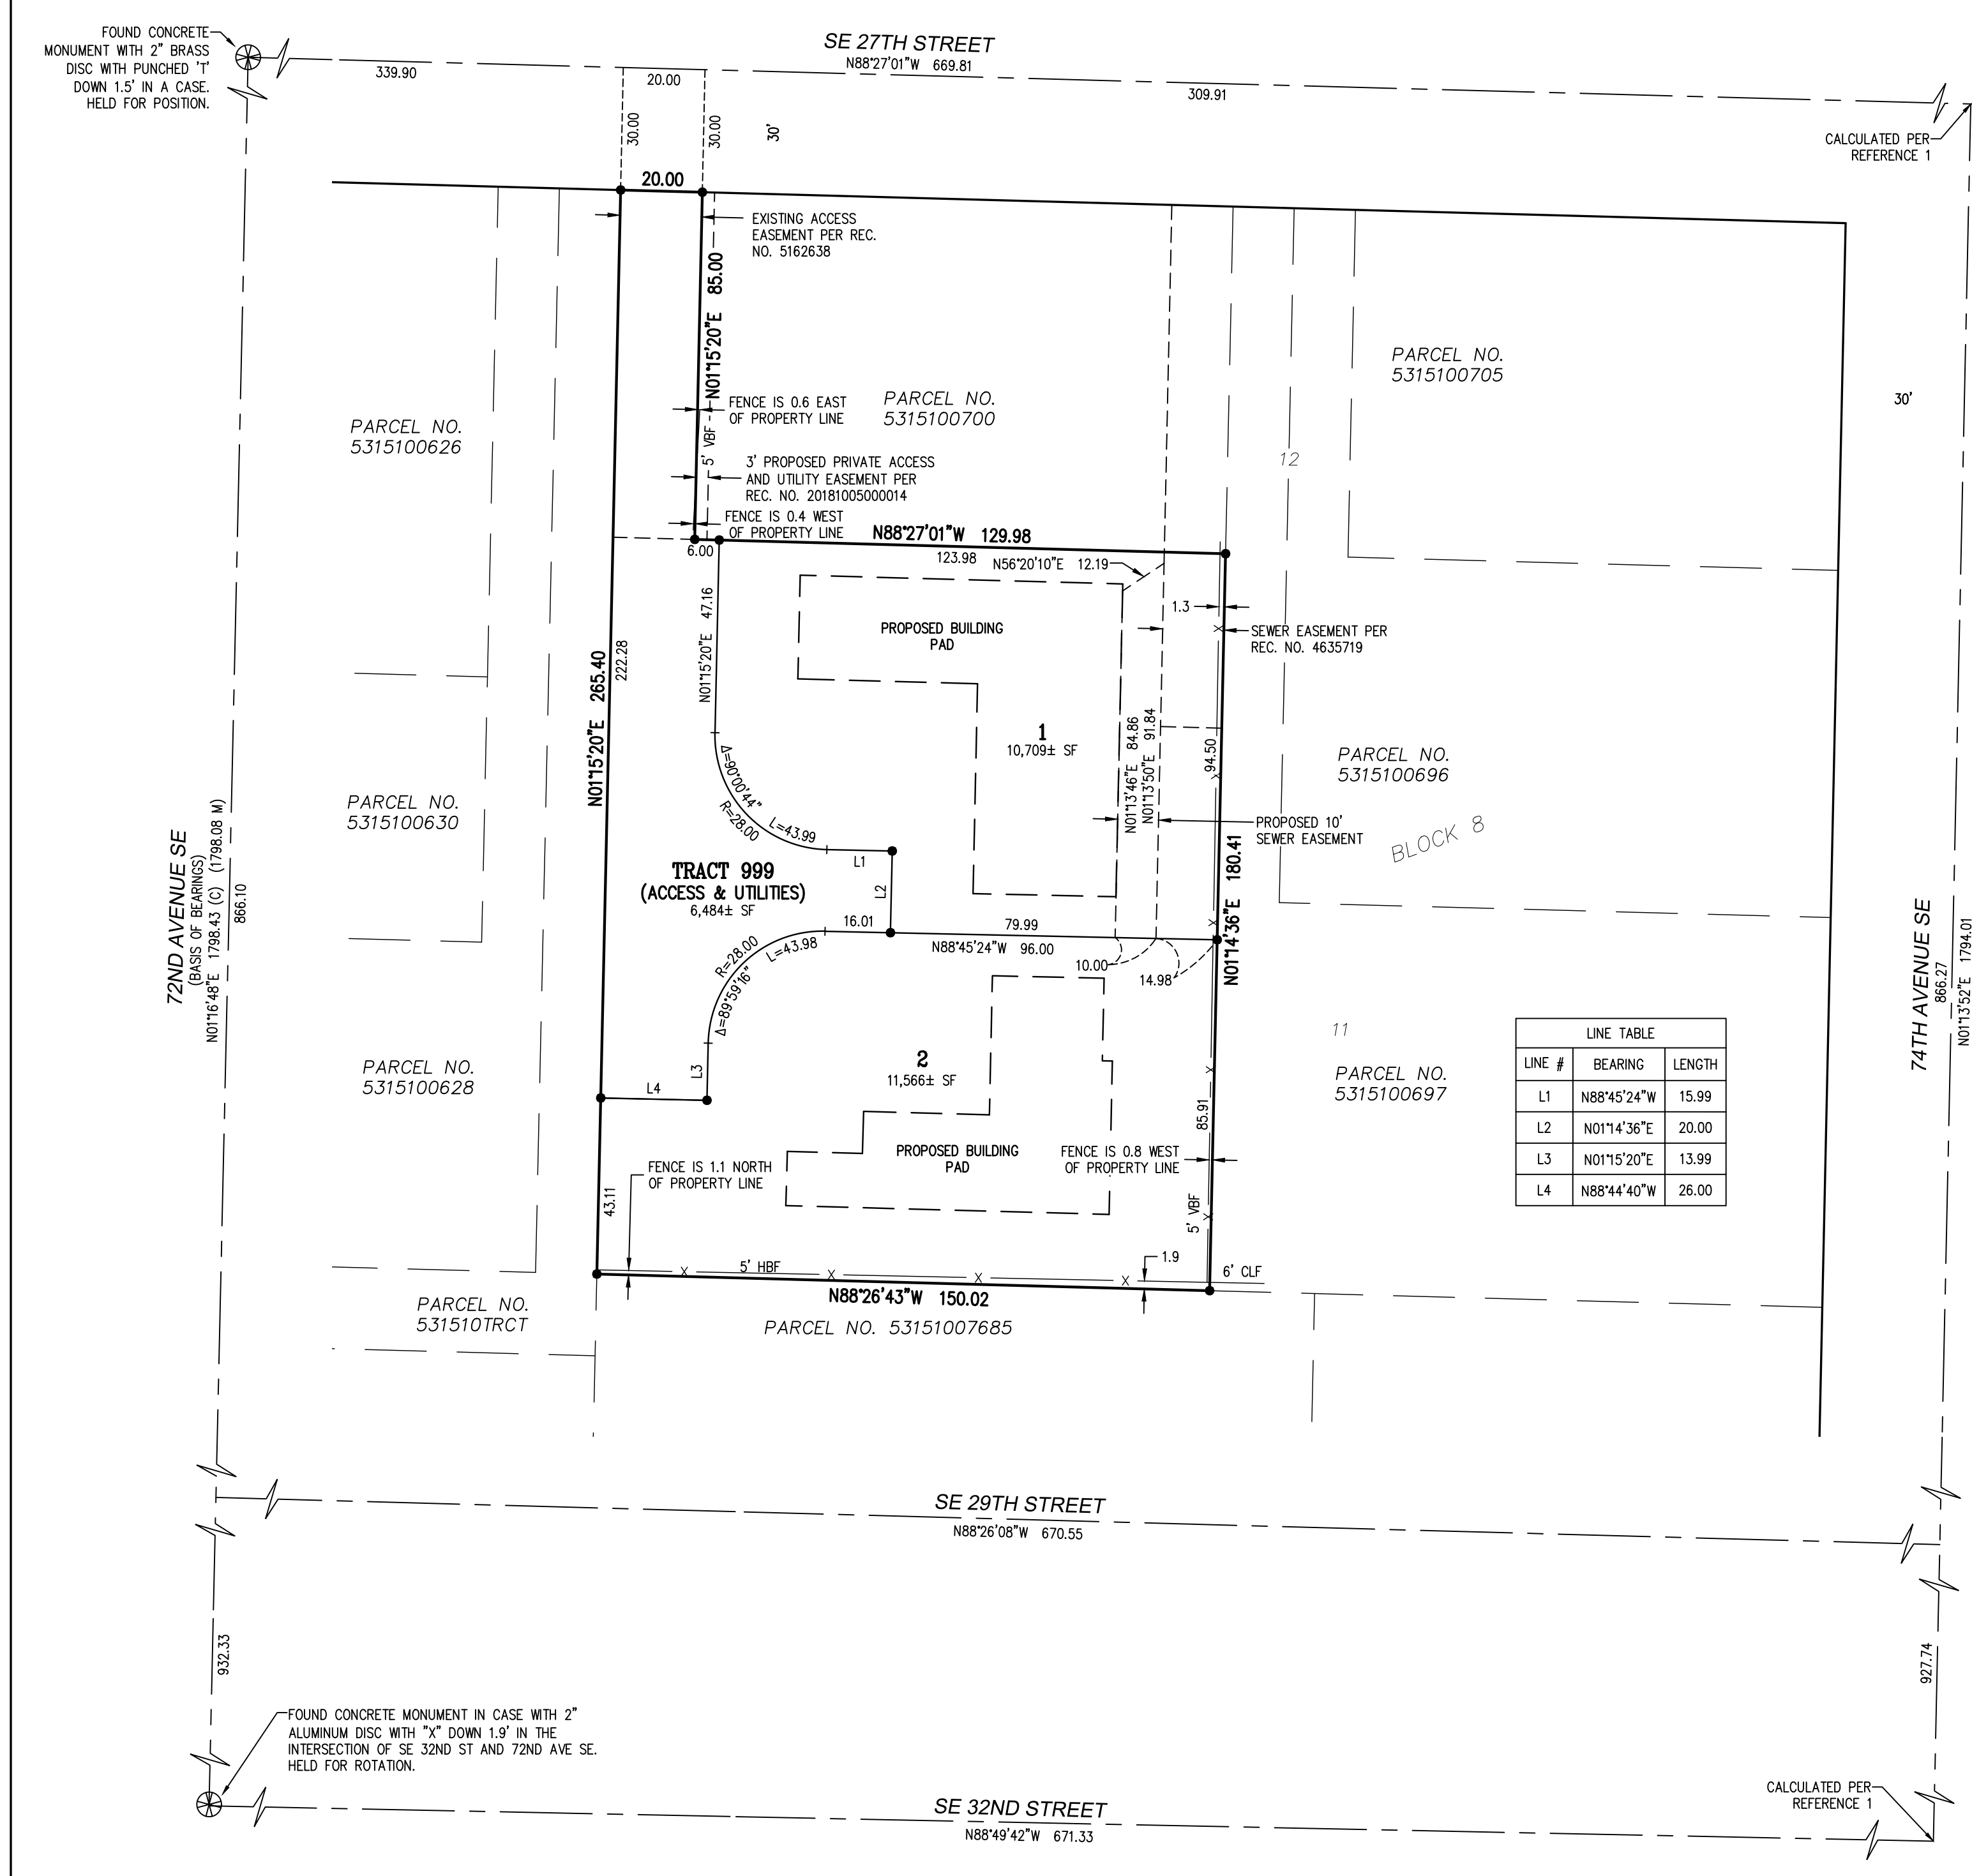 FOUND CONCRETE
MONUMENT WITH 2" BRASS
DISC WITH PUNCHED 'T'
DOWN 1.5' IN A CASE.
HELD FOR POSITION.
SE 27TH STREET
N88°27'01"W 669.81
339.90
20.00
309.91
30.00
30.00
30'
CALCULATED PER
REFERENCE 1
20.00
EXISTING ACCESS
EASEMENT PER REC.
NO. 5162638
N01°15'20"E 85.00
PARCEL NO.
5315100705
30'
FENCE IS 0.6 EAST
OF PROPERTY LINE
PARCEL NO.
5315100700
PARCEL NO.
5315100626
5' VBF
12
3' PROPOSED PRIVATE ACCESS
AND UTILITY EASEMENT PER
REC. NO. 20181005000014
FENCE IS 0.4 WEST
OF PROPERTY LINE
N88°27'01"W 129.98
6.00
123.98
N56°20'10"E 12.19
1.3
N01°15'20"E 47.16
PROPOSED BUILDING
PAD
SEWER EASEMENT PER
REC. NO. 4635719
N01°15'20"E 265.40
222.28
1
10,709± SF
N01°13'46"E 84.86
N01°13'50"E 91.84
94.50
PARCEL NO.
5315100696
Δ=90°00'44"
R=28.00
L=43.99
PARCEL NO.
5315100630
PROPOSED 10'
SEWER EASEMENT
BLOCK 8
L1
L2
TRACT 999
(ACCESS & UTILITIES)
6,484± SF
N01°14'36"E 180.41
72ND AVENUE SE
(BASIS OF BEARINGS)
N01°16'48"E 1798.43 (C) (1798.08 M)
866.10
16.01
79.99
N88°45'24"W 96.00
R=28.00
L=43.98
Δ=89°59'16"
10.00
14.98
74TH AVENUE SE
866.27
N01°13'52"E 1794.01
11
PARCEL NO.
5315100697
LINE TABLE
LINE # BEARING LENGTH
L1 N88°45'24"W 15.99
L2 N01°14'36"E 20.00
L3 N01°15'20"E 13.99
L4 N88°44'40"W 26.00
2
11,566± SF
PARCEL NO.
5315100628
L3
L4
85.91
PROPOSED BUILDING
PAD
FENCE IS 0.8 WEST
OF PROPERTY LINE
FENCE IS 1.1 NORTH
OF PROPERTY LINE
43.11
5' VBF
1.9
5' HBF
6' CLF
N88°26'43"W 150.02
PARCEL NO.
531510TRCT
PARCEL NO. 53151007685
SE 29TH STREET
N88°26'08"W 670.55
932.33
927.74
FOUND CONCRETE MONUMENT IN CASE WITH 2"
ALUMINUM DISC WITH "X" DOWN 1.9' IN THE
INTERSECTION OF SE 32ND ST AND 72ND AVE SE.
HELD FOR ROTATION.
CALCULATED PER
REFERENCE 1
SE 32ND STREET
N88°49'42"W 671.33